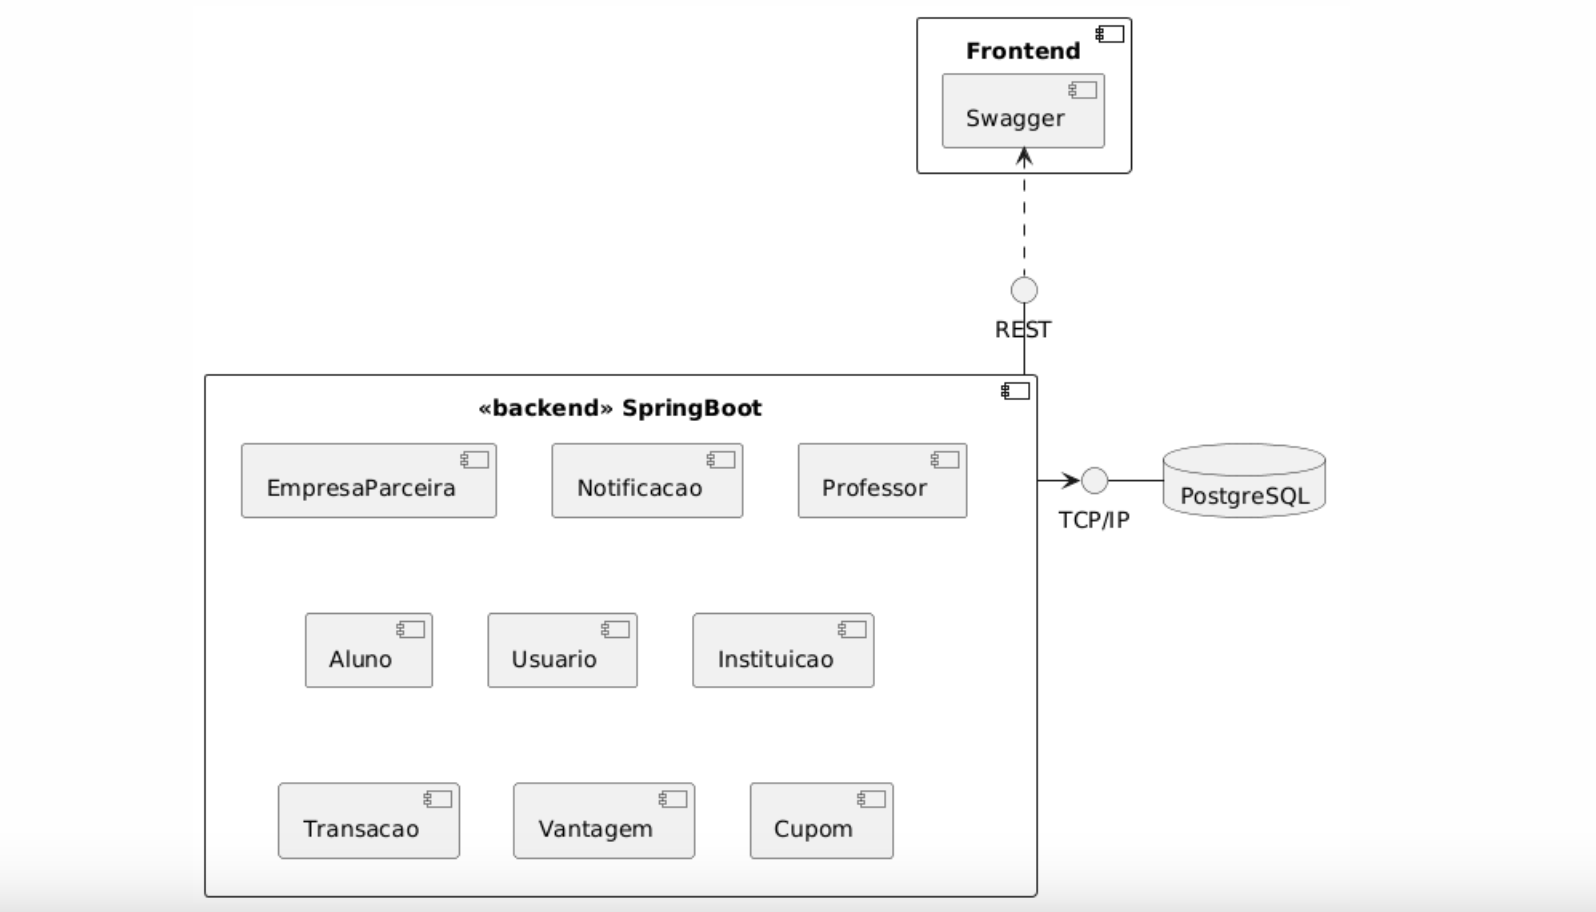 Frontend
Swagger
REST
«backend» SpringBoot
EmpresaParceira
Notificacao
Professor
PostgreSQL
TCP/IP
Aluno
Usuario
Instituicao
Transacao
Vantagem
Cupom